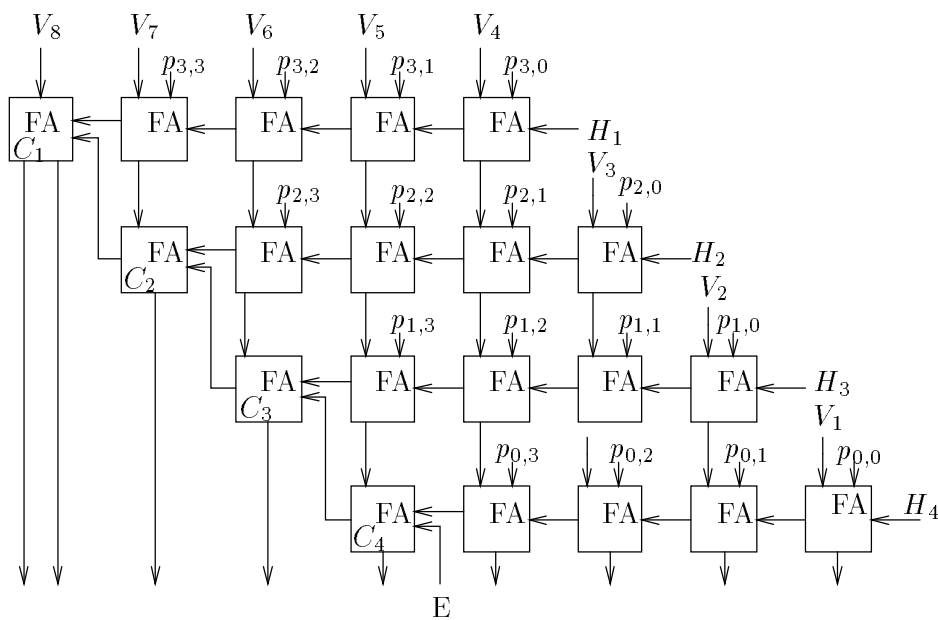 V8 V7 V6 V5 V4
p3,3 p3,2 p3,1 p3,0
FA FA FA FA FA H1
C1
V3
p2,3 p2,2 p2,1 p2,0
FA FA FA FA FA H2
C2
V2
p1,3 p1,2 p1,1 p1,0
FA FA FA FA FA H3
C3
V1
p0,3 p0,2 p0,1 p0,0
FA FA FA FA FA H4
C4
E